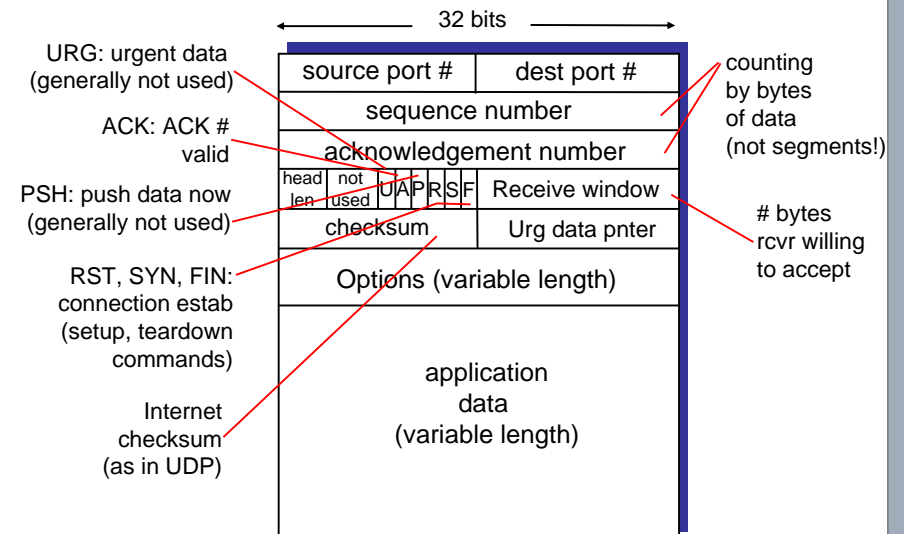 32 bits
URG: urgent data
(generally not used)
ACK: ACK #
valid
PSH: push data now
(generally not used)
RST, SYN, FIN:
connection estab
(setup, teardown
commands)
Internet
checksum
(as in UDP)
source port #
dest port #
sequence number
acknowledgement number
head
len
not
used
U
A
P
R
S
F
Receive window
checksum
Urg data pnter
Options (variable length)
application
data
(variable length)
counting
by bytes
of data
(not segments!)
# bytes
rcvr willing
to accept